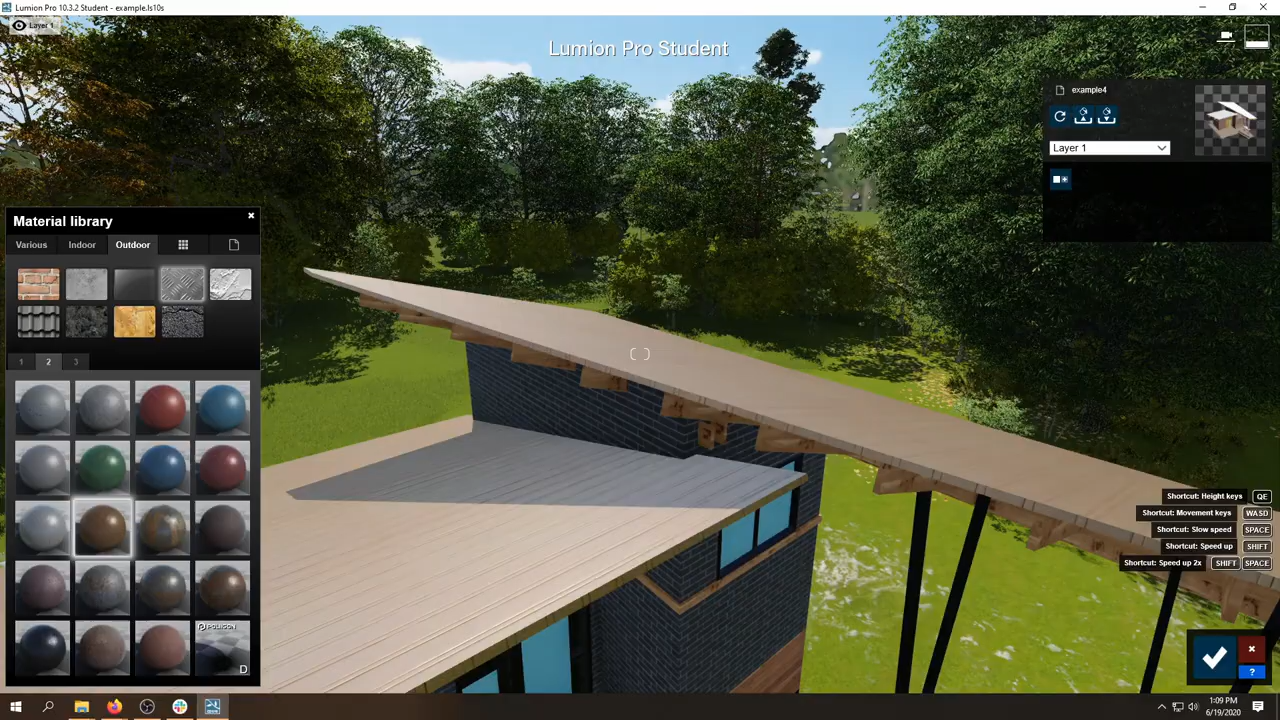 Lumion Pro 10.3.2 Student - example.ls10s
Layer 1
Lumion Pro Student
example4
Layer 1
Material library
Various
Indoor
Outdoor
1
2
3
POLIIGON
D
Shortcut: Height keys QE
Shortcut: Movement keys WASD
Shortcut: Slow speed SPACE
Shortcut: Speed up SHIFT
Shortcut: Speed up 2x SHIFT SPACE
?
1:09 PM
6/19/2020